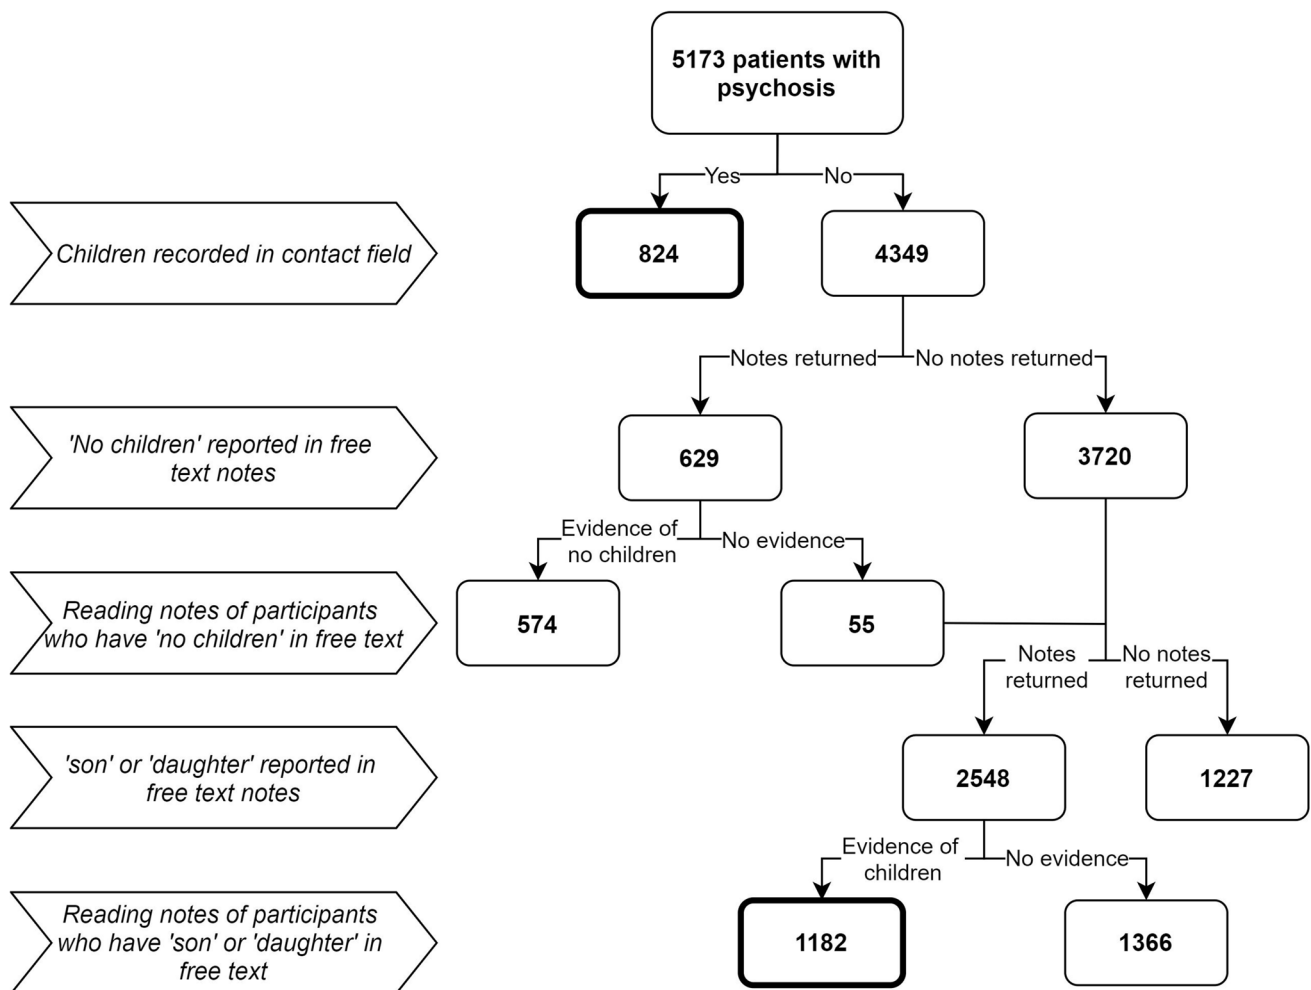 5173 patients with
psychosis
Yes
No
Children recorded in contact field
824
4349
Notes returned
No notes returned
'No children' reported in free
text notes
629
3720
Evidence of
no children
No evidence
Reading notes of participants
who have 'no children' in free text
574
55
Notes
returned
No notes
returned
'son' or 'daughter' reported in
free text notes
2548
1227
Evidence of
children
No evidence
Reading notes of participants
who have 'son' or 'daughter' in
free text
1182
1366